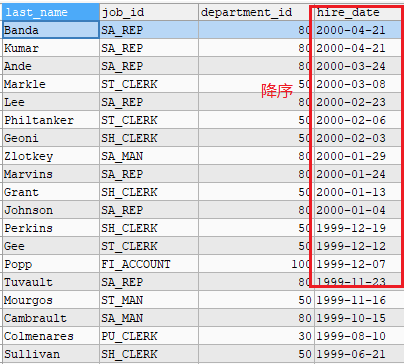 last_name job_id department_id hire_date
Banda SA_REP 80 2000-04-21
Kumar SA_REP 80 2000-04-21
Ande SA_REP 80 2000-03-24
Markle ST_CLERK 50 2000-03-08
降序
Lee SA_REP 80 2000-02-23
Philtanker ST_CLERK 50 2000-02-06
Geoni SH_CLERK 50 2000-02-03
Zlotkey SA_MAN 80 2000-01-29
Marvins SA_REP 80 2000-01-24
Grant SH_CLERK 50 2000-01-13
Johnson SA_REP 80 2000-01-04
Perkins SH_CLERK 50 1999-12-19
Gee ST_CLERK 50 1999-12-12
Popp FI_ACCOUNT 100 1999-12-07
Tuvault SA_REP 80 1999-11-23
Mourgos ST_MAN 50 1999-11-16
Cambrault SA_MAN 80 1999-10-15
Colmenares PU_CLERK 30 1999-08-10
Sullivan SH_CLERK 50 1999-06-21